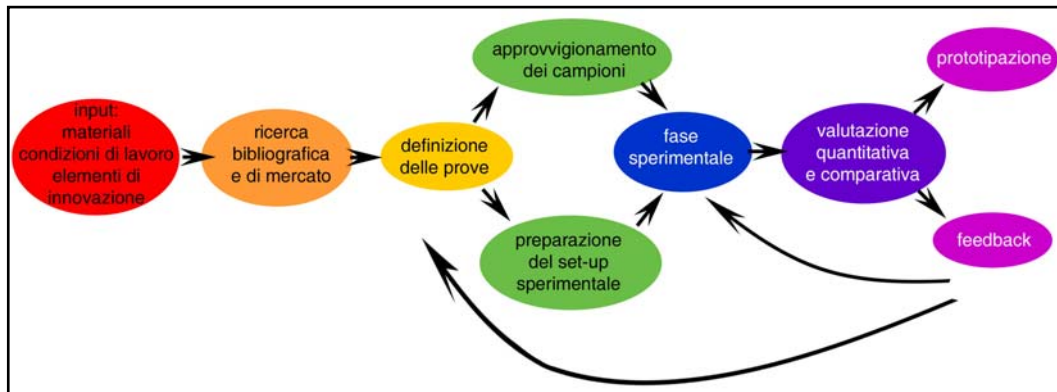 input:
materiali
condizioni di lavoro
elementi di
innovazione
ricerca
bibliografica
e di mercato
definizione
delle prove
approvvigionamento
dei campioni
preparazione
del set-up
sperimentale
fase
sperimentale
valutazione
quantitativa
e comparativa
prototipazione
feedback